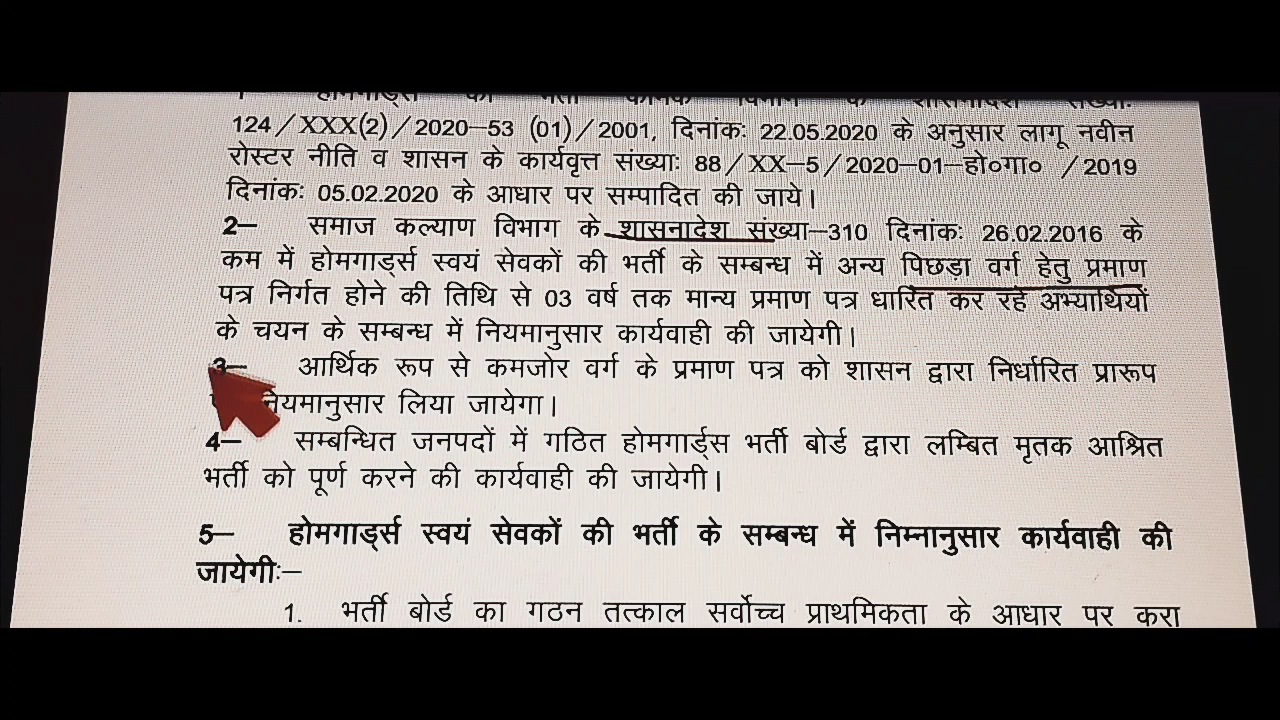 124/XXX(2)/2020–53 (01)/2001, दिनांकः 22.05.2020 के अनुसार लागू नवीन
रोस्टर नीति व शासन के कार्यवृत्त संख्याः 88/XX–5/2020–01–हो०गा० /2019
दिनांकः 05.02.2020 के आधार पर सम्पादित की जाये।
2– समाज कल्याण विभाग के शासनादेश संख्या–310 दिनांकः 26.02.2016 के
कम में होमगार्ड्स स्वयं सेवकों की भर्ती के सम्बन्ध में अन्य पिछड़ा वर्ग हेतु प्रमाण
पत्र निर्गत होने की तिथि से 03 वर्ष तक मान्य प्रमाण पत्र धारित कर रहे अभ्यार्थियों
के चयन के सम्बन्ध में नियमानुसार कार्यवाही की जायेगी।
3– आर्थिक रूप से कमजोर वर्ग के प्रमाण पत्र को शासन द्वारा निर्धारित प्रारूप
नियमानुसार लिया जायेगा।
4– सम्बन्धित जनपदों में गठित होमगार्ड्स भर्ती बोर्ड द्वारा लम्बित मृतक आश्रित
भर्ती को पूर्ण करने की कार्यवाही की जायेगी।
5– होमगार्ड्स स्वयं सेवकों की भर्ती के सम्बन्ध में निम्नानुसार कार्यवाही की
जायेगीः–
1. भर्ती बोर्ड का गठन तत्काल सर्वोच्च प्राथमिकता के आधार पर करा